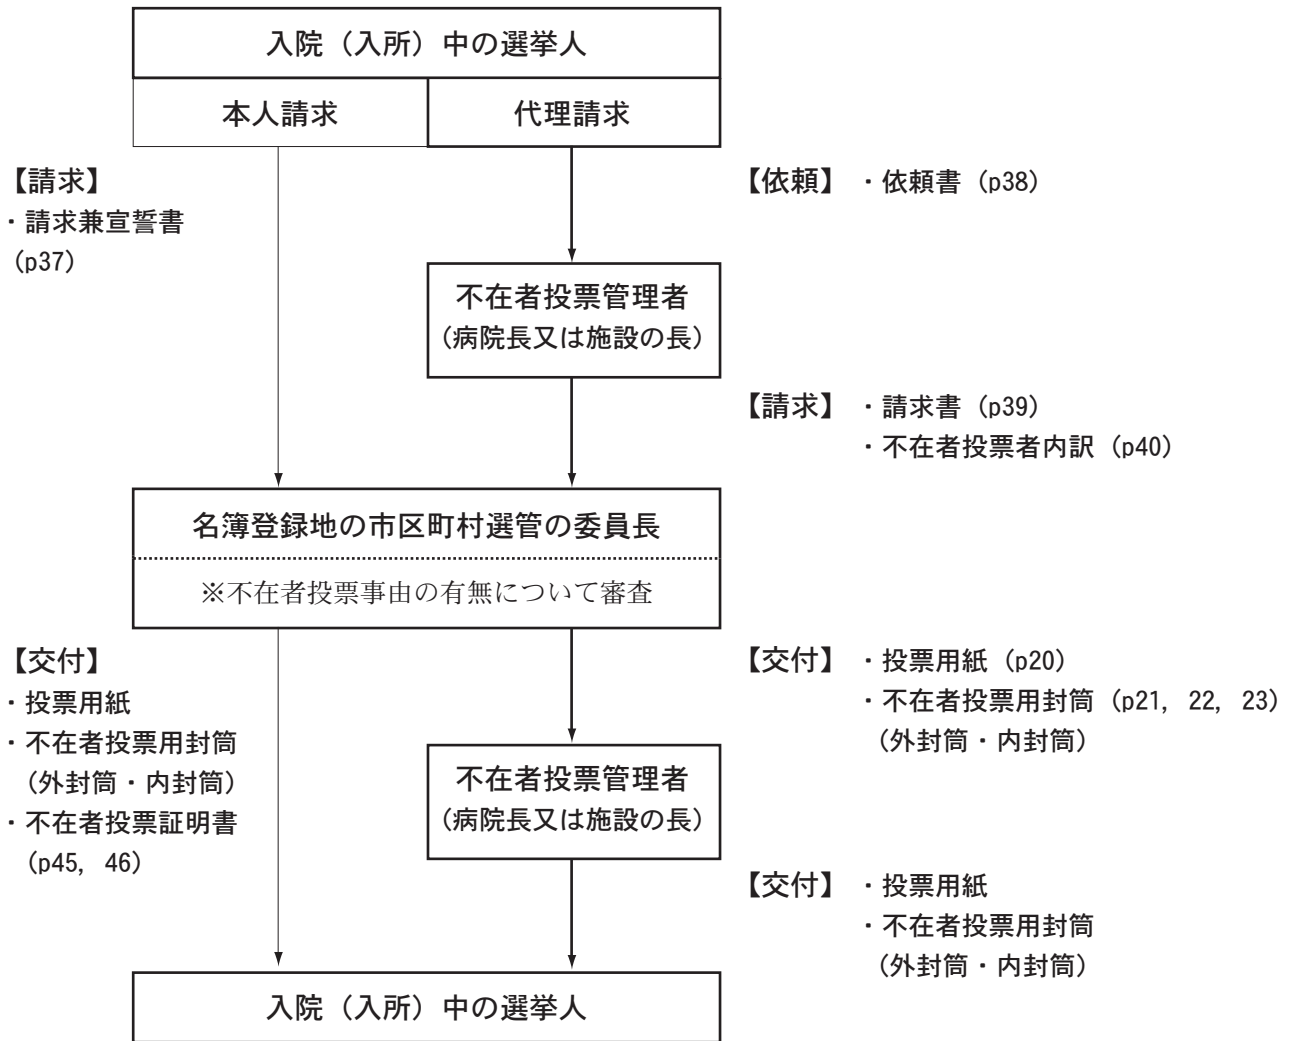 入院（入所）中の選挙人
本人請求
代理請求
【請求】
・請求兼宣誓書
(p37)
【依頼】 ・依頼書 (p38)
不在者投票管理者
(病院長又は施設の長)
【請求】 ・請求書 (p39)
・不在者投票者内訳 (p40)
名簿登録地の市区町村選管の委員長
※不在者投票事由の有無について審査
【交付】
・投票用紙
・不在者投票用封筒
(外封筒・内封筒)
・不在者投票証明書
(p45, 46)
【交付】 ・投票用紙 (p20)
・不在者投票用封筒 (p21, 22, 23)
(外封筒・内封筒)
不在者投票管理者
(病院長又は施設の長)
【交付】 ・投票用紙
・不在者投票用封筒
(外封筒・内封筒)
入院（入所）中の選挙人